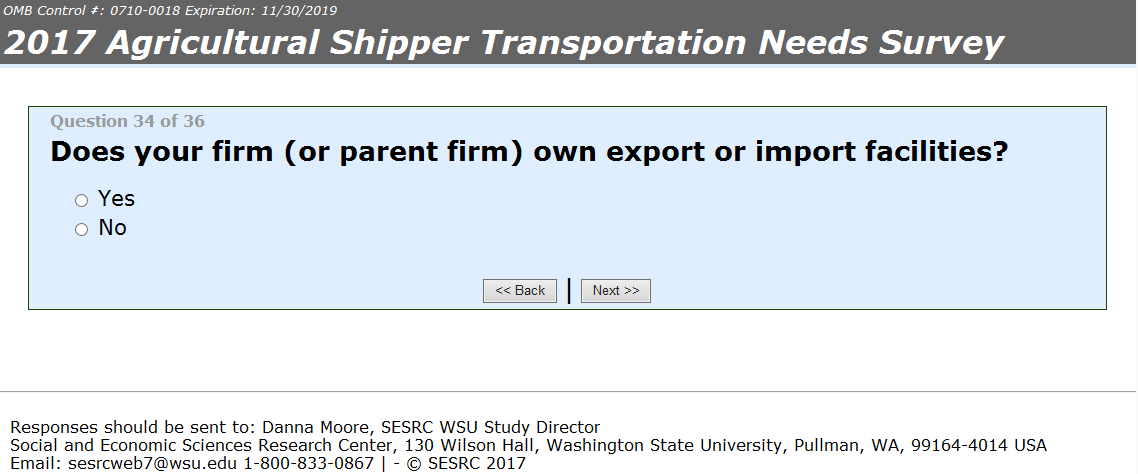 OMB Control #: 0710-0018 Expiration: 11/30/2019
2017 Agricultural Shipper Transportation Needs Survey
Question 34 of 36
Does your firm (or parent firm) own export or import facilities?
Yes
No
<< Back | Next >>
Responses should be sent to: Danna Moore, SESRC WSU Study Director
Social and Economic Sciences Research Center, 130 Wilson Hall, Washington State University, Pullman, WA, 99164-4014 USA
Email: sesrcweb7@wsu.edu 1-800-833-0867 | - © SESRC 2017